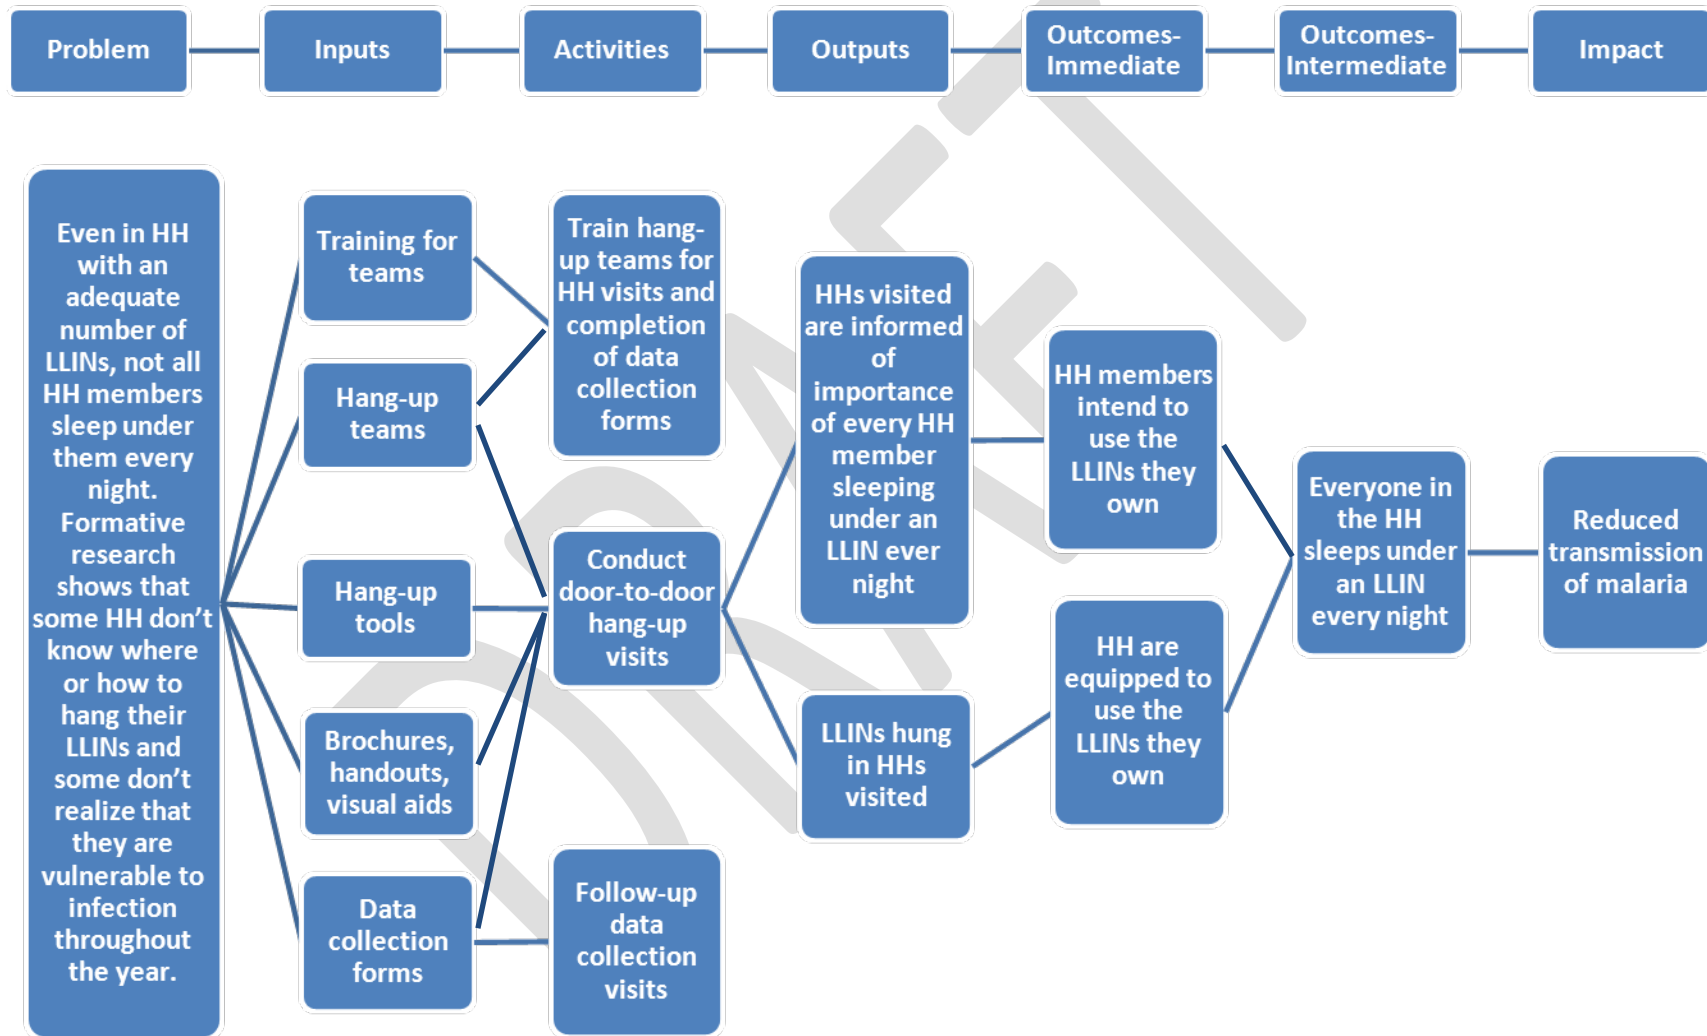 Problem
Inputs
Activities
Outputs
Outcomes-
Immediate
Outcomes-
Intermediate
Impact
Even in HH
with an
adequate
number of
LLINs, not all
HH members
sleep under
them every
night.
Formative
research
shows that
some HH don’t
know where
or how to
hang their
LLINs and
some don’t
realize that
they are
vulnerable to
infection
throughout
the year.
Training for
teams
Hang-up
teams
Hang-up
tools
Brochures,
handouts,
visual aids
Data
collection
forms
Train hang-
up teams for
HH visits and
completion
of data
collection
forms
Conduct
door-to-door
hang-up
visits
Follow-up
data
collection
visits
HHs visited
are informed
of
importance
of every HH
member
sleeping
under an
LLIN ever
night
LLINs hung
in HHs
visited
HH members
intend to
use the
LLINs they
own
HH are
equipped to
use the
LLINs they
own
Everyone in
the HH
sleeps under
an LLIN
every night
Reduced
transmission
of malaria
DRAFT